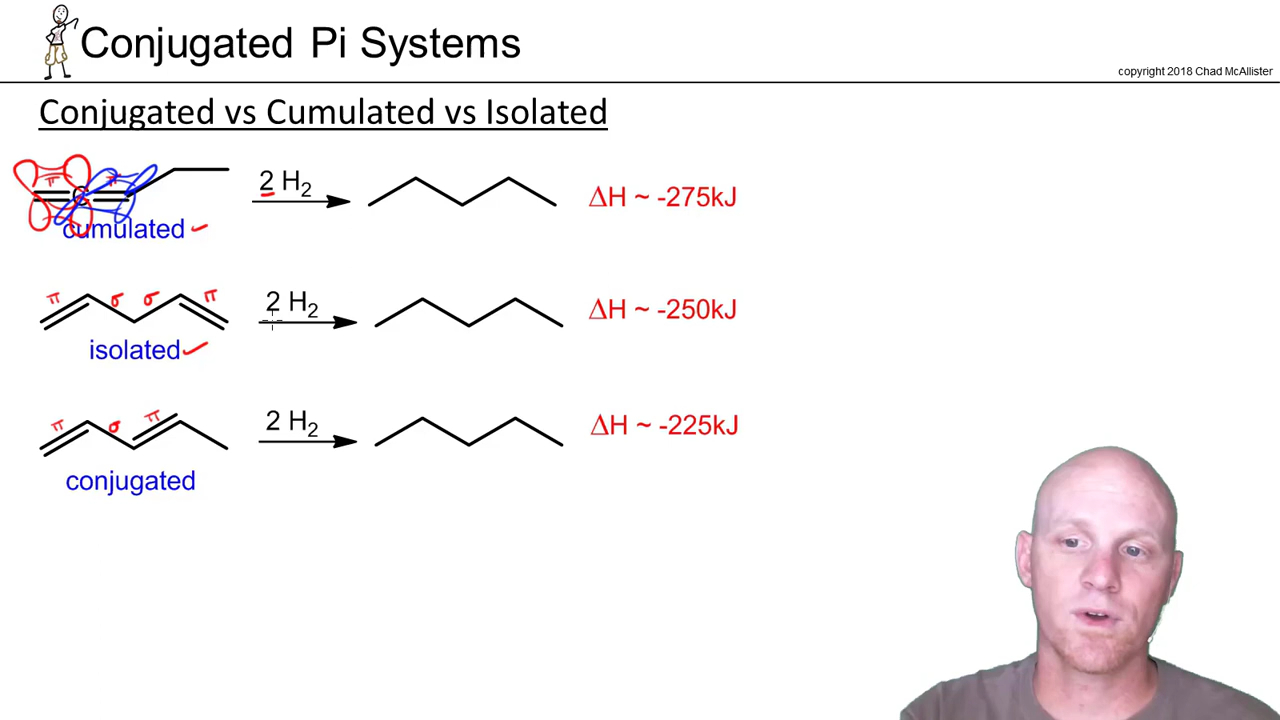 Conjugated Pi Systems
copyright 2018 Chad McAllister
Conjugated vs Cumulated vs Isolated
π π
C
2 H₂
ΔH ~ -275kJ
cumulated
π σ σ π
2 H₂
ΔH ~ -250kJ
isolated
π σ π
2 H₂
ΔH ~ -225kJ
conjugated